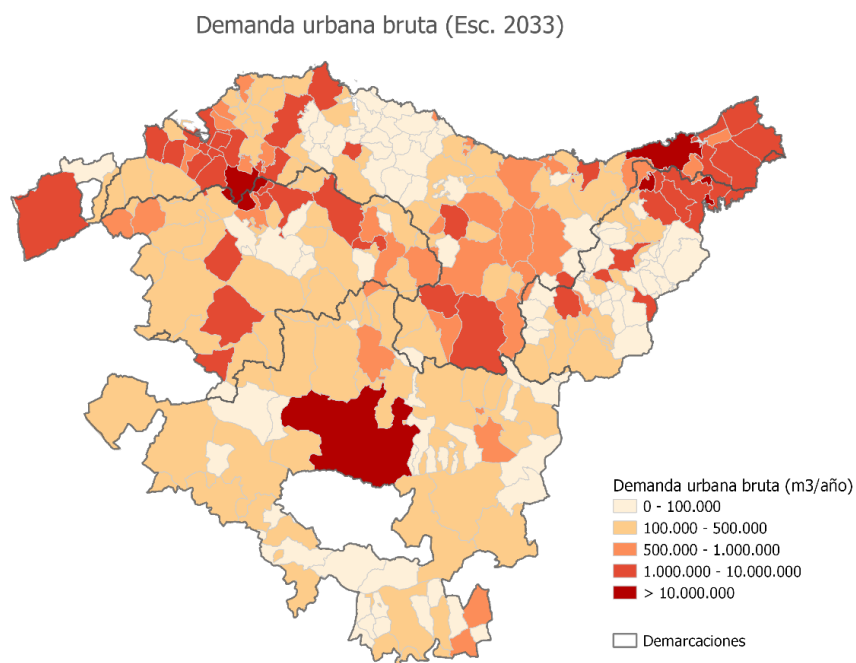 Demanda urbana bruta (Esc. 2033)
Demanda urbana bruta (m3/año)
0 - 100.000
100.000 - 500.000
500.000 - 1.000.000
1.000.000 - 10.000.000
> 10.000.000
Demarcaciones